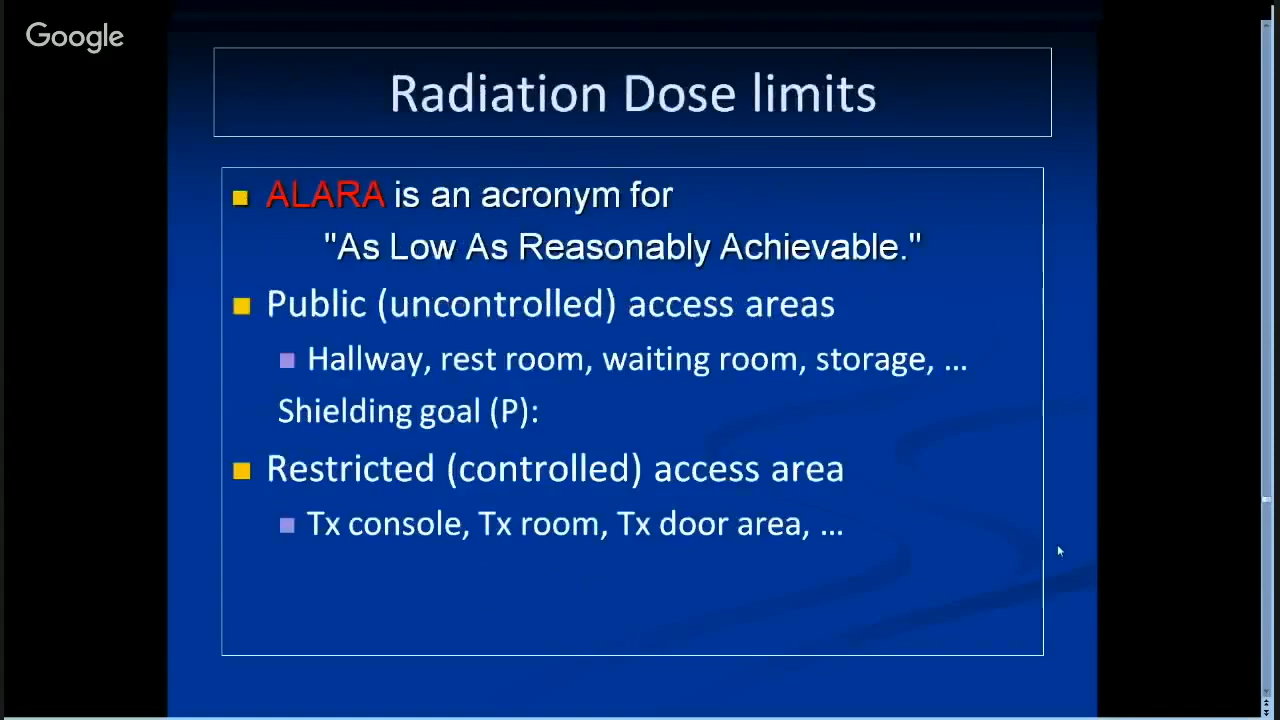 Google
Radiation Dose limits
ALARA is an acronym for
"As Low As Reasonably Achievable."
Public (uncontrolled) access areas
Hallway, rest room, waiting room, storage, ...
Shielding goal (P):
Restricted (controlled) access area
Tx console, Tx room, Tx door area, ...